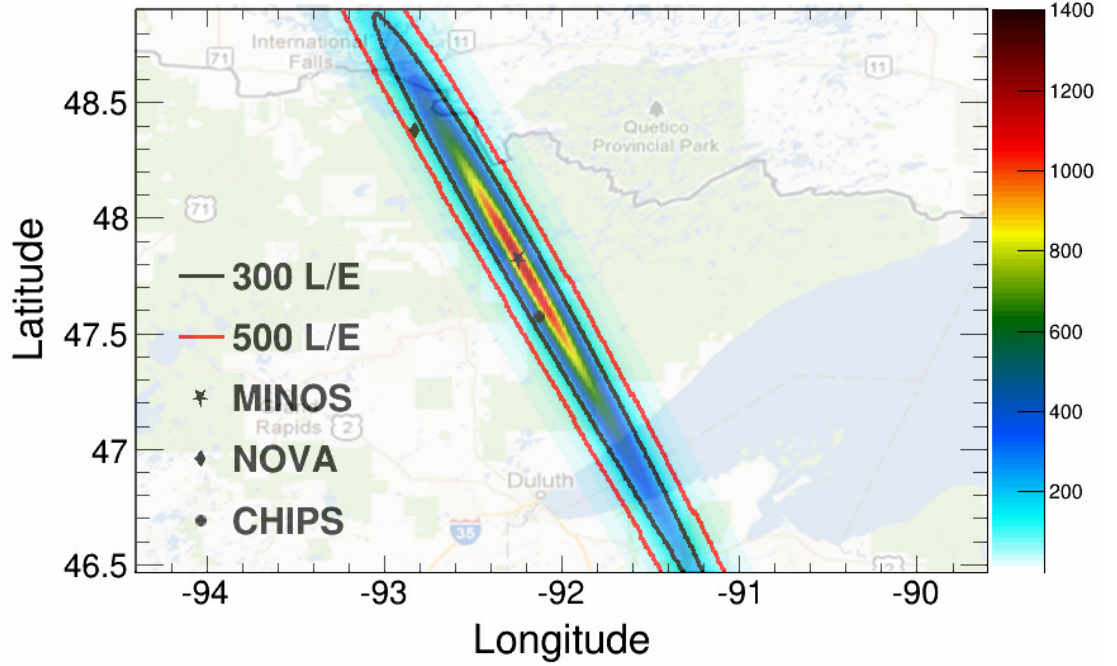 1400
International
Falls
11
71
11
1200
48.5
Quetico
Provincial Park
1000
71
48
800
Latitude
300 L/E
47.5
500 L/E
600
MINOS
400
Rapids
2
NOVA
47
Duluth
200
CHIPS
35
46.5
-94
-93
-92
-91
-90
Longitude